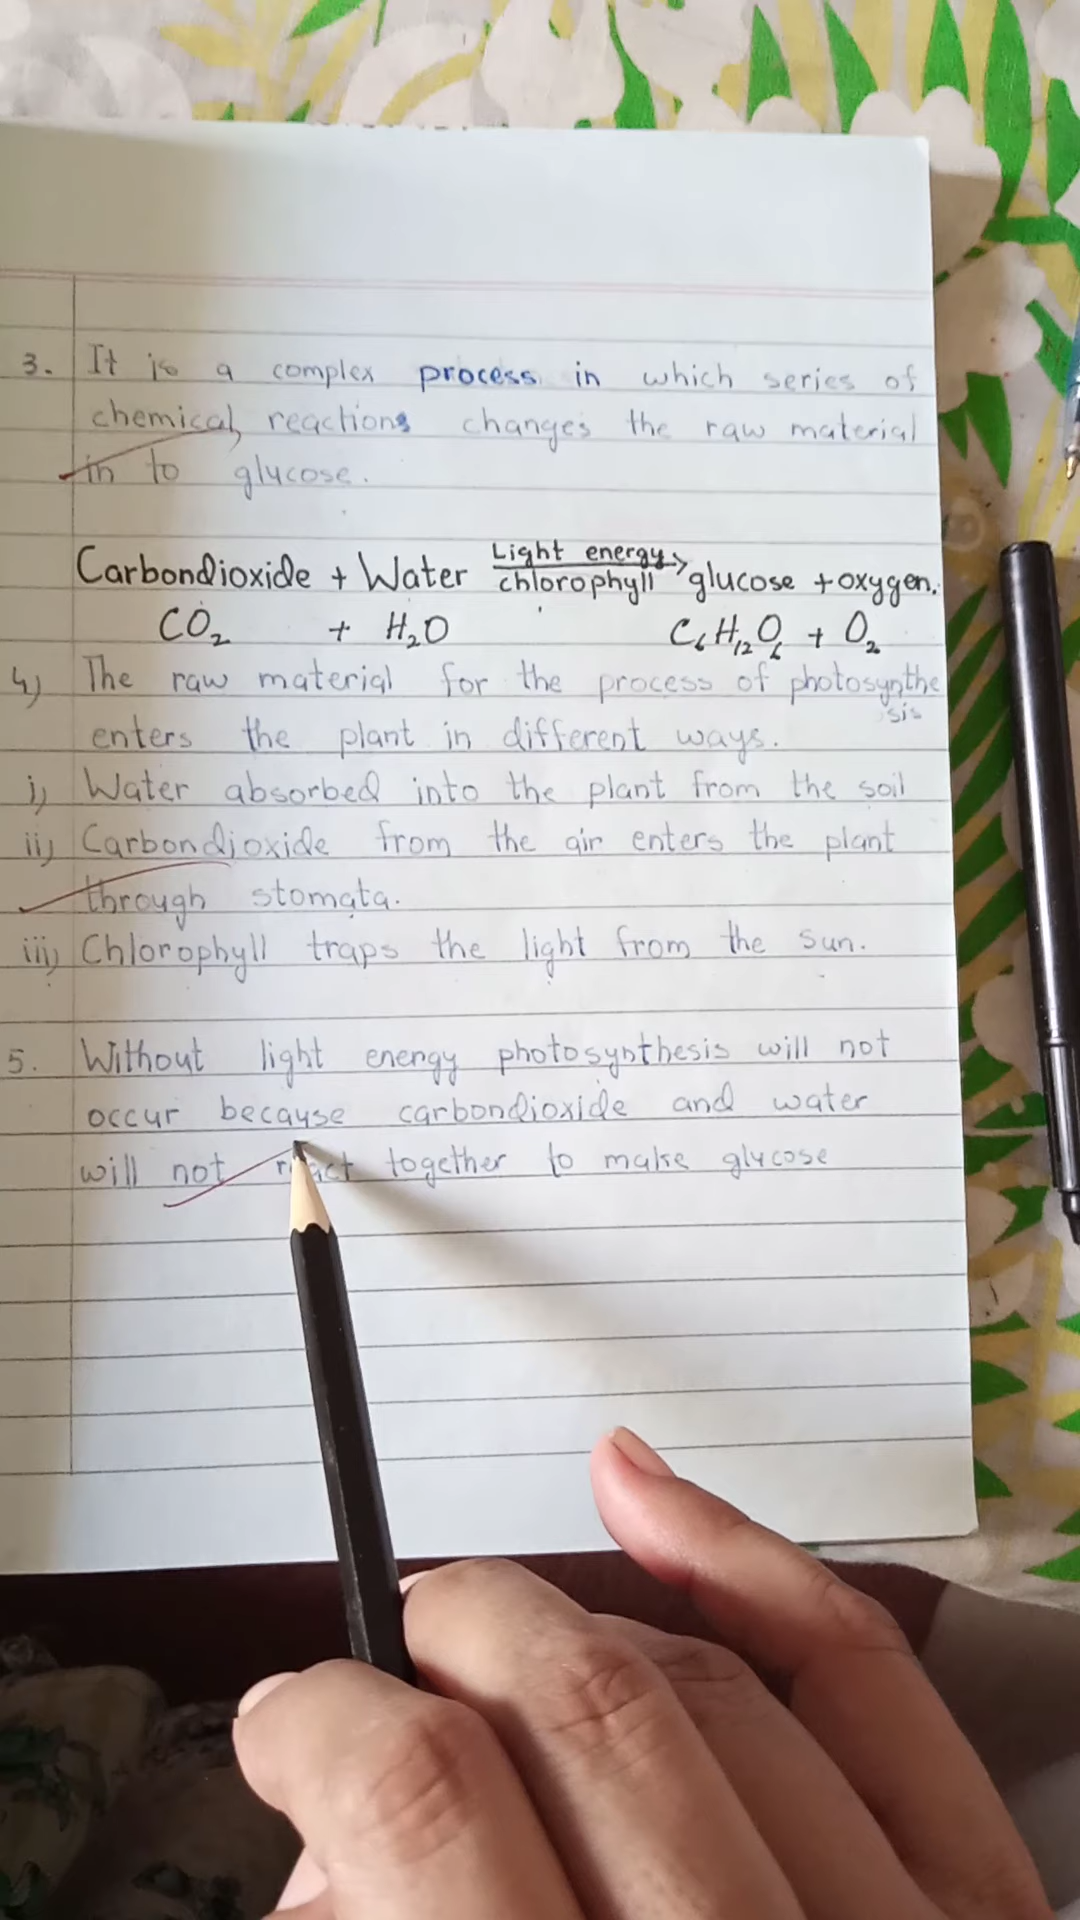 3. It is a complex process in which series of
chemical reactions changes the raw material
in to glucose.
Carbondioxide + Water Light energy> chlorophyll glucose + oxygen.
CO₂ + H₂O C₆H₁₂O₆ + O₂
4) The raw material for the process of photosynthe
sis
enters the plant in different ways.
i) Water absorbed into the plant from the soil
ii) Carbondioxide from the air enters the plant
through stomata.
iii) Chlorophyll traps the light from the sun.
5. Without light energy photosynthesis will not
occur because carbondioxide and water
will not react together to make glycose